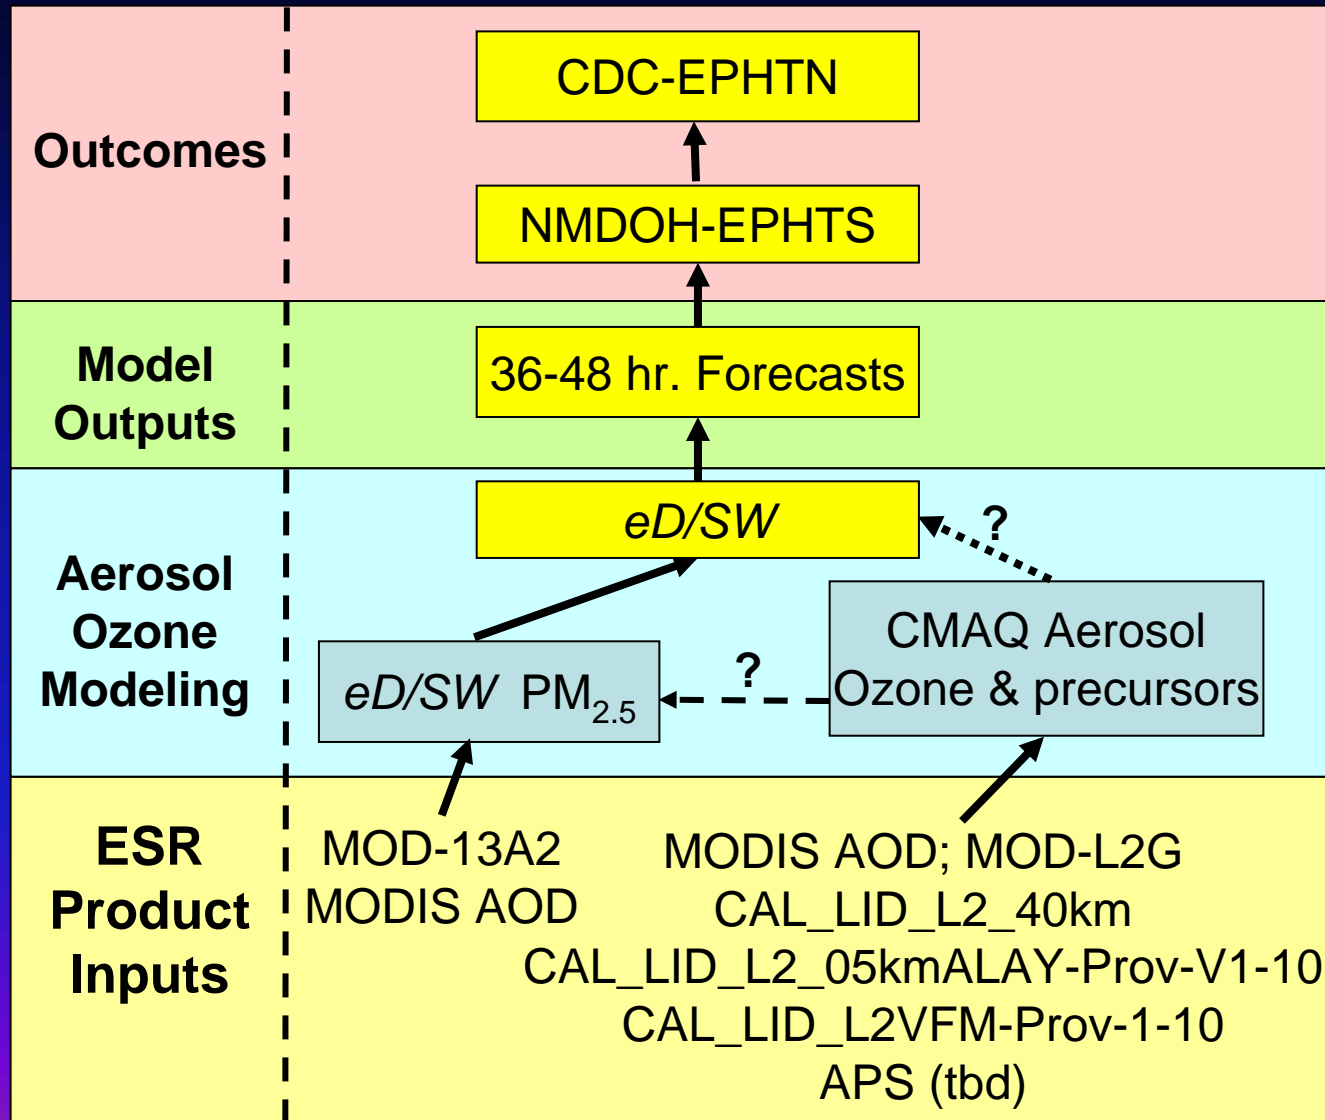 Outcomes
CDC-EPHTN
NMDOH-EPHTS
Model
Outputs
36-48 hr. Forecasts
Aerosol
Ozone
Modeling
eD/SW
?
CMAQ Aerosol
Ozone & precursors
?
eD/SW PM2.5
ESR
Product
Inputs
MOD-13A2
MODIS AOD
MODIS AOD; MOD-L2G
CAL_LID_L2_40km
CAL_LID_L2_05kmALAY-Prov-V1-10
CAL_LID_L2VFM-Prov-1-10
APS (tbd)